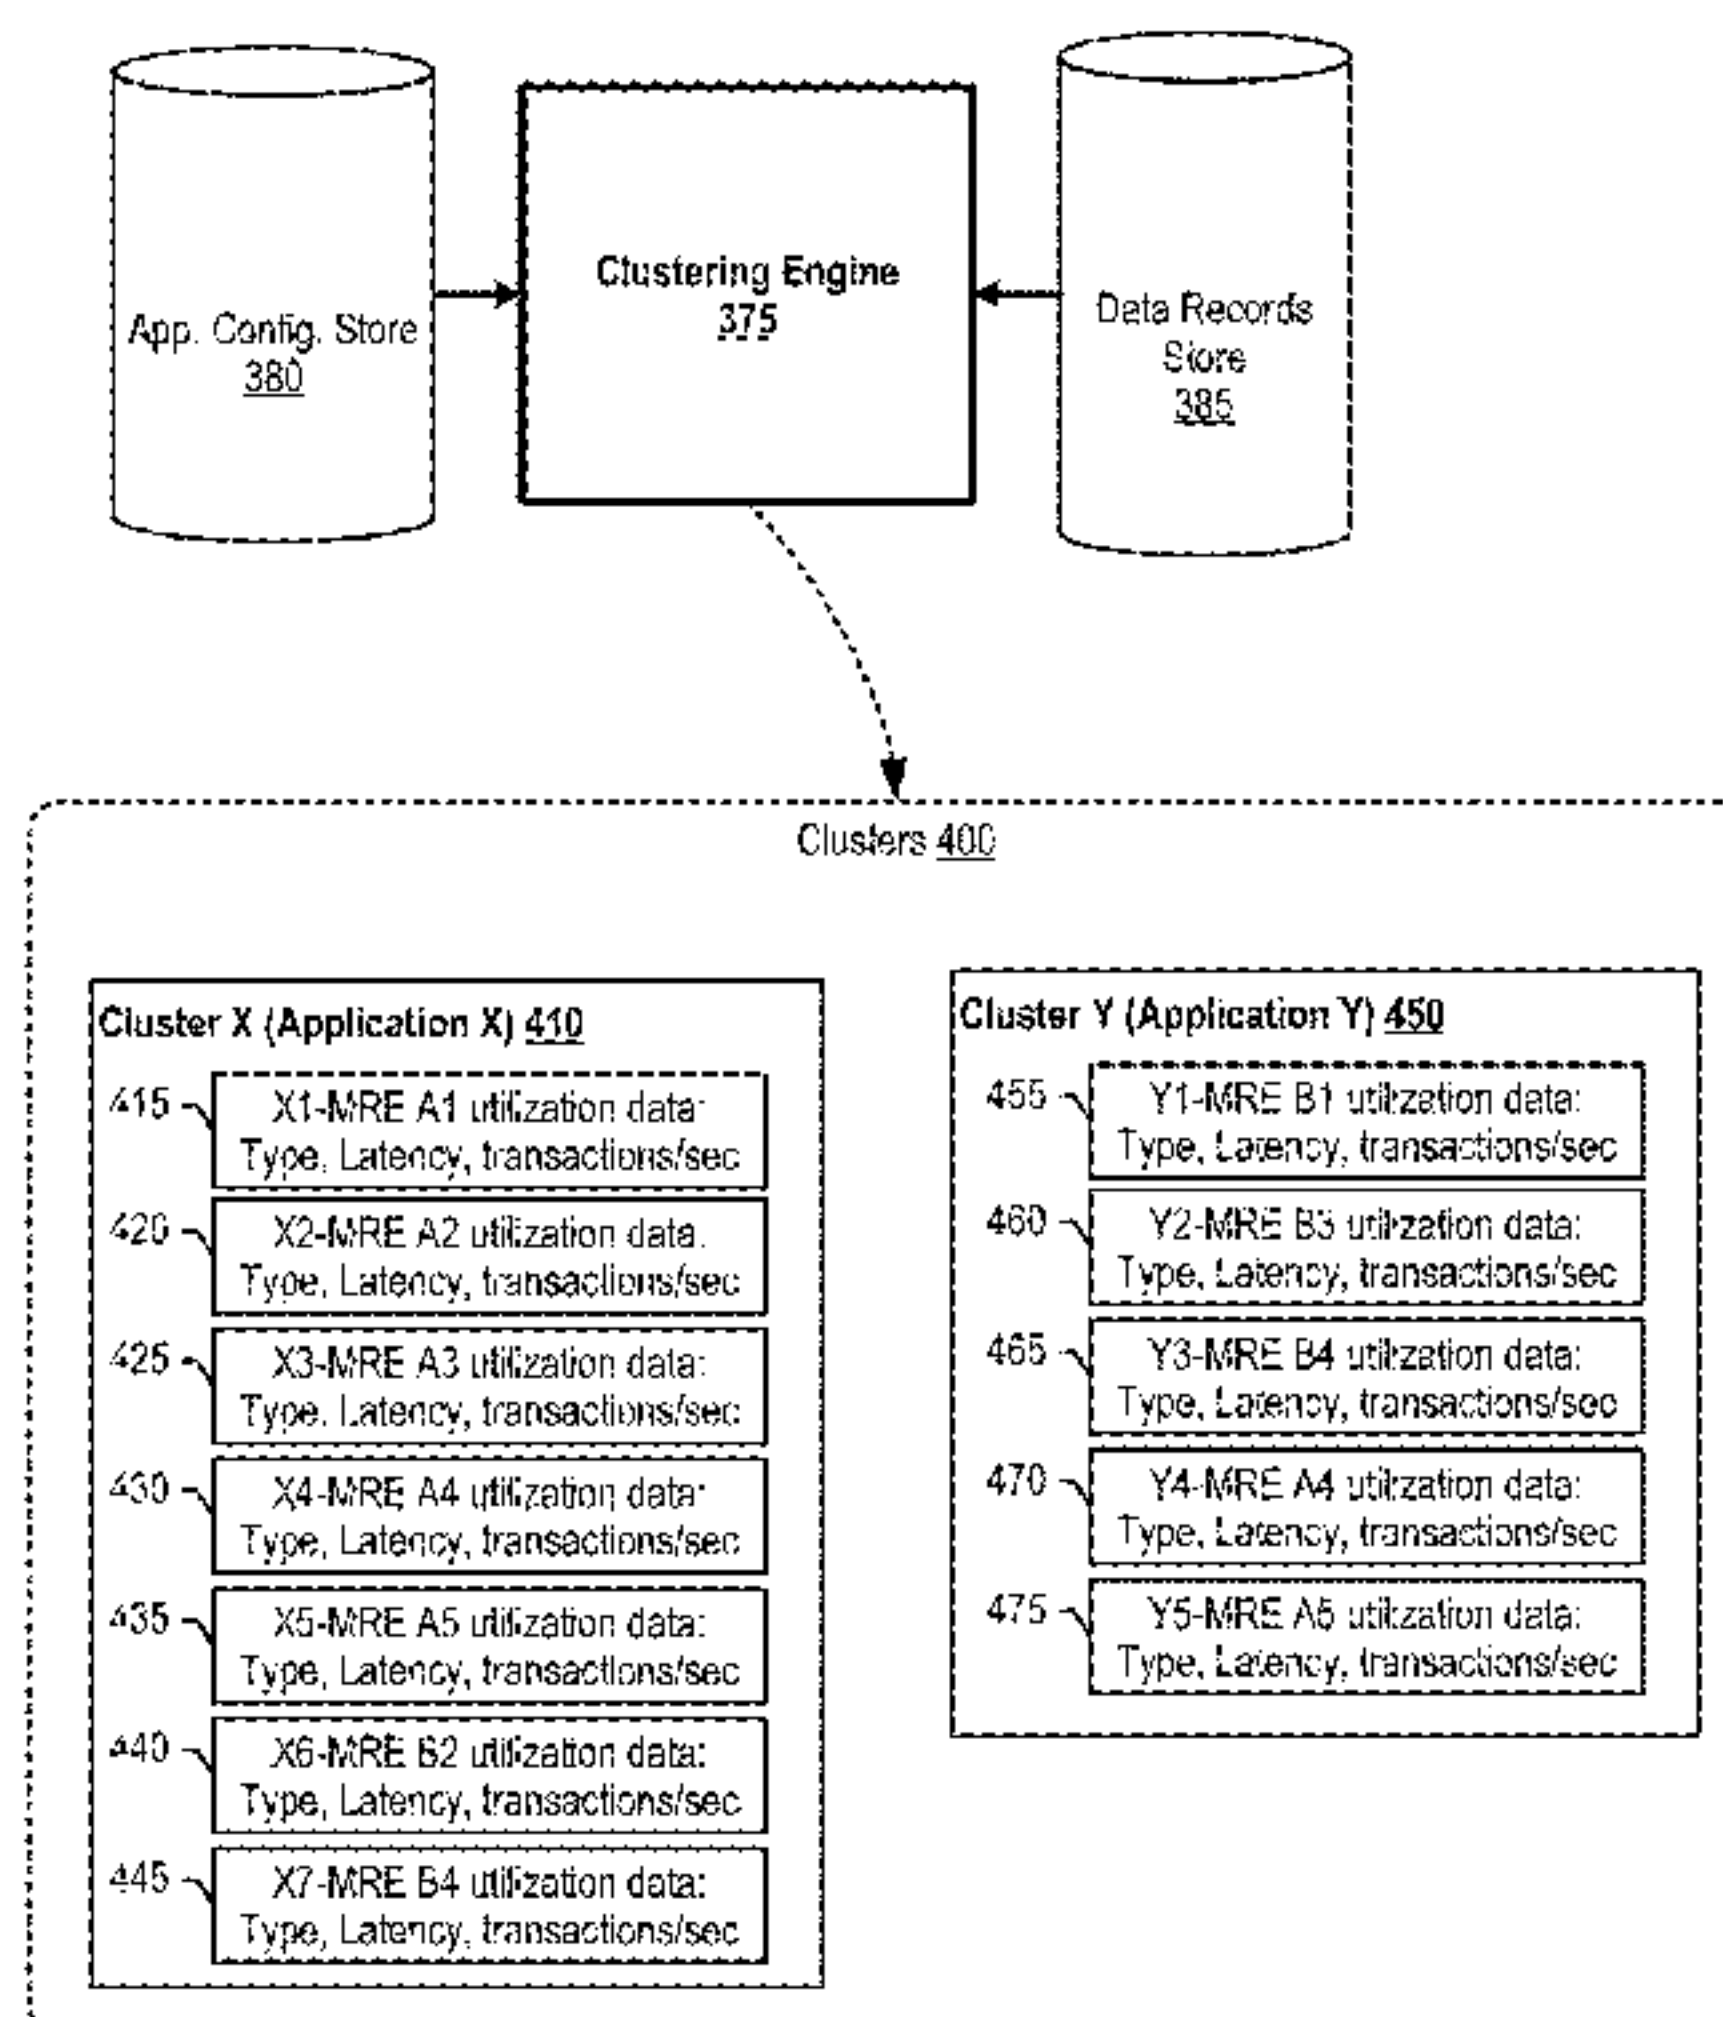 App. Config. Store
380
Clustering Engine
375
Data Records
Store
385
Clusters 400
Cluster X (Application X) 410
415
X1-MRE A1 utilization data:
Type, Latency, transactions/sec
420
X2-MRE A2 utilization data:
Type, Latency, transactions/sec
425
X3-MRE A3 utilization data:
Type, Latency, transactions/sec
430
X4-MRE A4 utilization data:
Type, Latency, transactions/sec
435
X5-MRE A5 utilization data:
Type, Latency, transactions/sec
440
X6-MRE B2 utilization data:
Type, Latency, transactions/sec
445
X7-MRE B4 utilization data:
Type, Latency, transactions/sec
Cluster Y (Application Y) 450
455
Y1-MRE B1 utilization data:
Type, Latency, transactions/sec
460
Y2-MRE B3 utilization data:
Type, Latency, transactions/sec
465
Y3-MRE B4 utilization data:
Type, Latency, transactions/sec
470
Y4-MRE A4 utilization data:
Type, Latency, transactions/sec
475
Y5-MRE A5 utilization data:
Type, Latency, transactions/sec